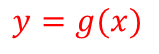 y = g(x)